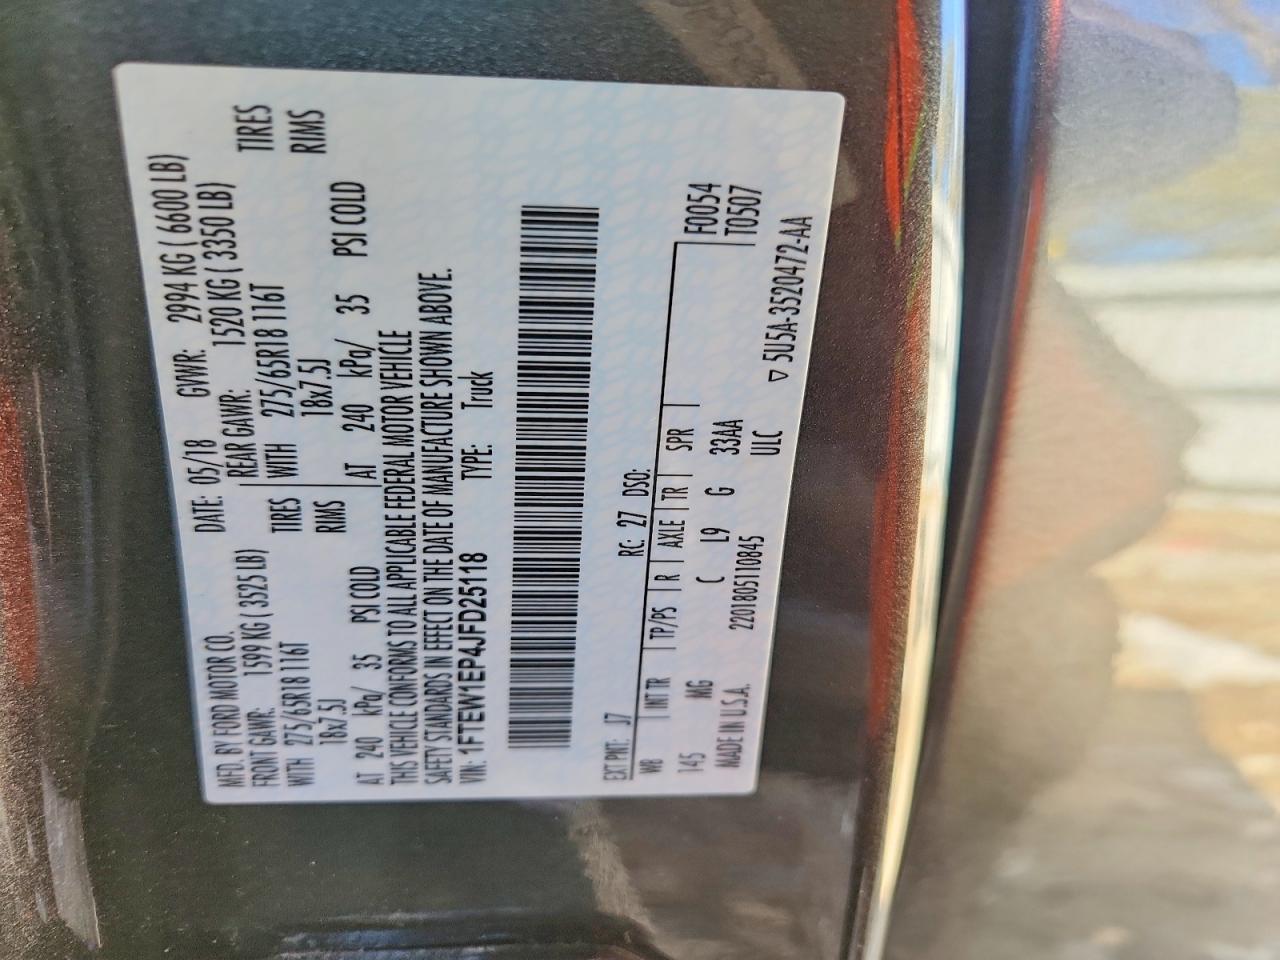 MFD. BY FORD MOTOR CO. DATE: 05/18 GVWR: 2994 KG ( 6600 LB)
FRONT GAWR: 1599 KG ( 3525 LB) REAR GAWR: 1520 KG ( 3350 LB)
WITH 275/65R18 116T TIRES WITH 275/65R18 116T TIRES
18x7.5J RIMS 18x7.5J RIMS
AT 240 kPa/ 35 PSI COLD AT 240 kPa/ 35 PSI COLD
THIS VEHICLE CONFORMS TO ALL APPLICABLE FEDERAL MOTOR VEHICLE
SAFETY STANDARDS IN EFFECT ON THE DATE OF MANUFACTURE SHOWN ABOVE.
VIN: 1FTEW1EP4JFD25118 TYPE: Truck
EXT PNT: J7 RC: 27 DSO:
WB INT TR TP/PS R AXLE TR SPR F0054
145 MG C L9 G 33AA T0507
MADE IN U.S.A. 2201805110845 ULC
▽ 5U5A-3520472-AA